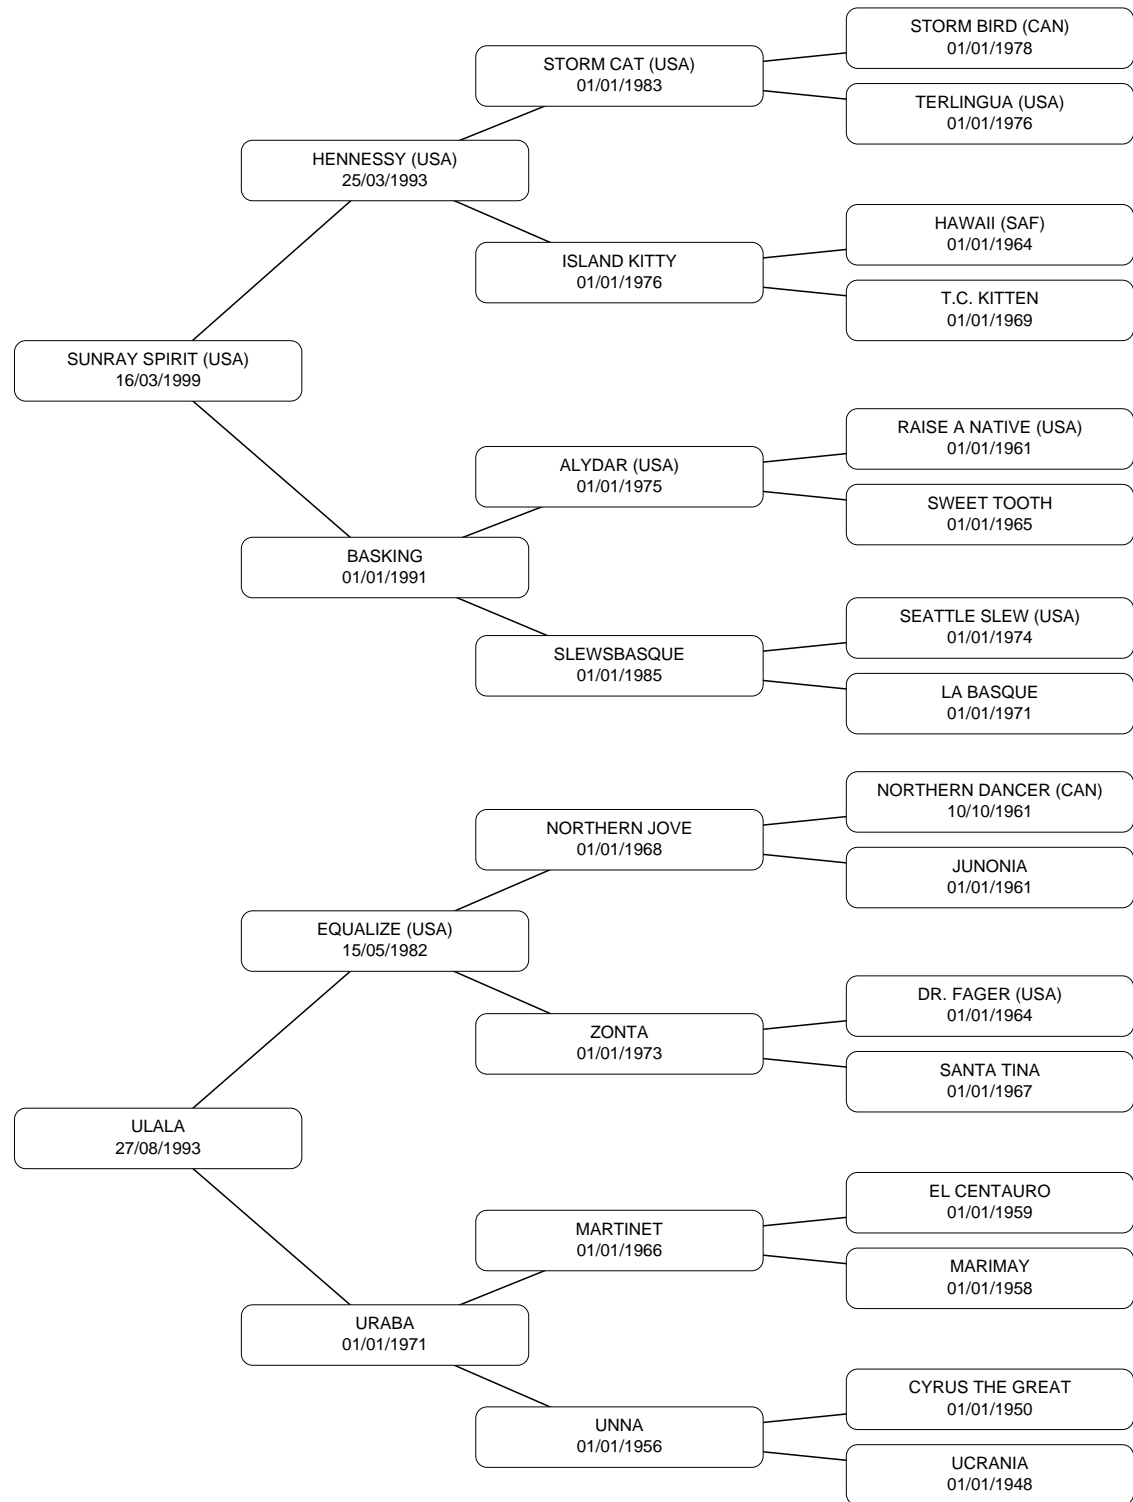 STORM BIRD (CAN)
01/01/1978
STORM CAT (USA)
01/01/1983
TERLINGUA (USA)
01/01/1976
HENNESSY (USA)
25/03/1993
HAWAII (SAF)
01/01/1964
ISLAND KITTY
01/01/1976
T.C. KITTEN
01/01/1969
SUNRAY SPIRIT (USA)
16/03/1999
RAISE A NATIVE (USA)
01/01/1961
ALYDAR (USA)
01/01/1975
SWEET TOOTH
01/01/1965
BASKING
01/01/1991
SEATTLE SLEW (USA)
01/01/1974
SLEWSBASQUE
01/01/1985
LA BASQUE
01/01/1971
NORTHERN DANCER (CAN)
10/10/1961
NORTHERN JOVE
01/01/1968
JUNONIA
01/01/1961
EQUALIZE (USA)
15/05/1982
DR. FAGER (USA)
01/01/1964
ZONTA
01/01/1973
SANTA TINA
01/01/1967
ULALA
27/08/1993
EL CENTAURO
01/01/1959
MARTINET
01/01/1966
MARIMAY
01/01/1958
URABA
01/01/1971
CYRUS THE GREAT
01/01/1950
UNNA
01/01/1956
UCRANIA
01/01/1948